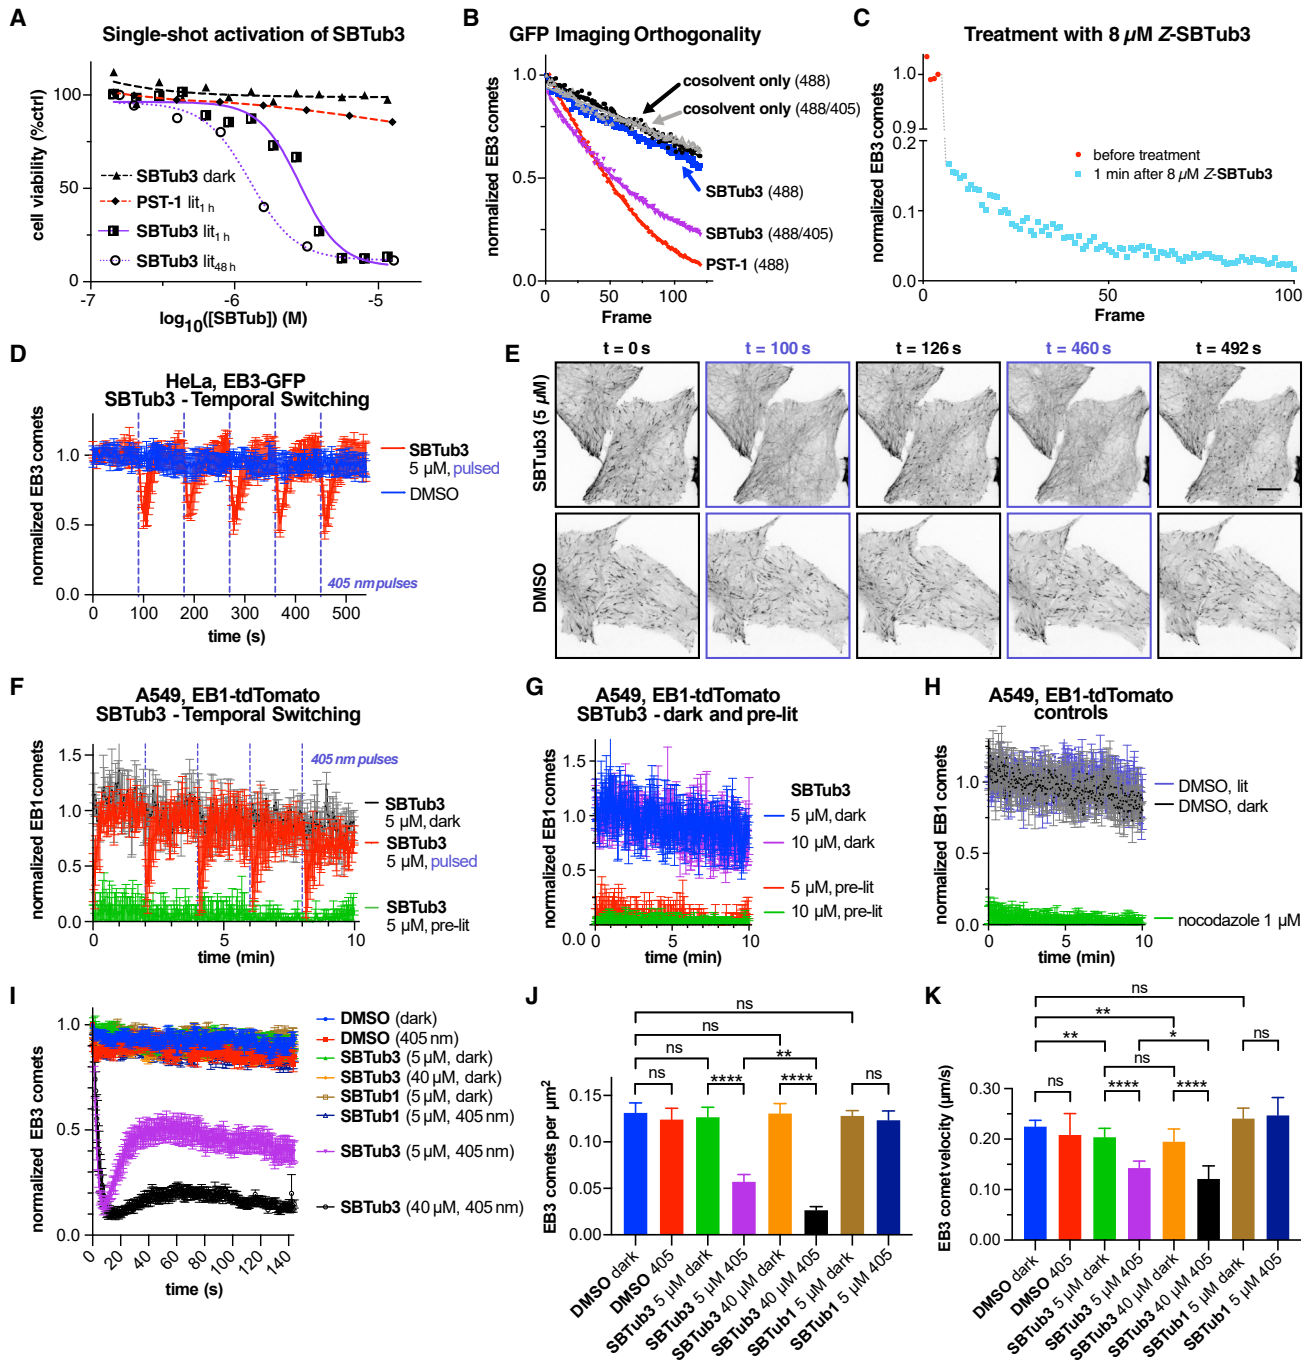 A
Single-shot activation of SBTub3
cell viability (%ctrl)
100
50
0
SBTub3 dark
PST-1 lit1 h
SBTub3 lit1 h
SBTub3 lit48 h
-7
-6
-5
log10([SBTub]) (M)
B
GFP Imaging Orthogonality
normalized EB3 comets
1.0
0.5
0.0
cosolvent only (488)
cosolvent only (488/405)
SBTub3 (488)
SBTub3 (488/405)
PST-1 (488)
0
50
100
Frame
C
Treatment with 8 µM Z-SBTub3
normalized EB3 comets
1.0
0.9
0.2
0.1
0.0
before treatment
1 min after 8 µM Z-SBTub3
0
50
100
Frame
D
HeLa, EB3-GFP
SBTub3 - Temporal Switching
normalized EB3 comets
1.0
0.5
0.0
SBTub3
5 µM, pulsed
DMSO
405 nm pulses
0
100
200
300
400
500
time (s)
E
t = 0 s
t = 100 s
t = 126 s
t = 460 s
t = 492 s
SBTub3 (5 µM)
DMSO
F
A549, EB1-tdTomato
SBTub3 - Temporal Switching
normalized EB1 comets
1.5
1.0
0.5
0.0
405 nm pulses
SBTub3
5 µM, dark
SBTub3
5 µM, pulsed
SBTub3
5 µM, pre-lit
0
5
10
time (min)
G
A549, EB1-tdTomato
SBTub3 - dark and pre-lit
normalized EB1 comets
1.5
1.0
0.5
0.0
SBTub3
5 µM, dark
10 µM, dark
5 µM, pre-lit
10 µM, pre-lit
0
5
10
time (min)
H
A549, EB1-tdTomato
controls
normalized EB1 comets
1.0
0.5
0.0
DMSO, lit
DMSO, dark
nocodazole 1 µM
0
5
10
time (min)
I
normalized EB3 comets
1.0
0.5
0.0
DMSO (dark)
DMSO (405 nm)
SBTub3 (5 µM, dark)
SBTub3 (40 µM, dark)
SBTub1 (5 µM, dark)
SBTub1 (5 µM, 405 nm)
SBTub3 (5 µM, 405 nm)
SBTub3 (40 µM, 405 nm)
0
20
40
60
80
100
120
140
time (s)
J
EB3 comets per µm2
0.15
0.10
0.05
0.00
ns
ns
ns
**
ns
****
****
ns
DMSO dark
DMSO 405
SBTub3 5 µM dark
SBTub3 5 µM 405
SBTub3 40 µM dark
SBTub3 40 µM 405
SBTub1 5 µM dark
SBTub1 5 µM 405
K
EB3 comet velocity (µm/s)
0.30
0.20
0.10
0.00
ns
**
**
*
ns
ns
ns
****
****
DMSO dark
DMSO 405
SBTub3 5 µM dark
SBTub3 5 µM 405
SBTub3 40 µM dark
SBTub3 40 µM 405
SBTub1 5 µM dark
SBTub1 5 µM 405